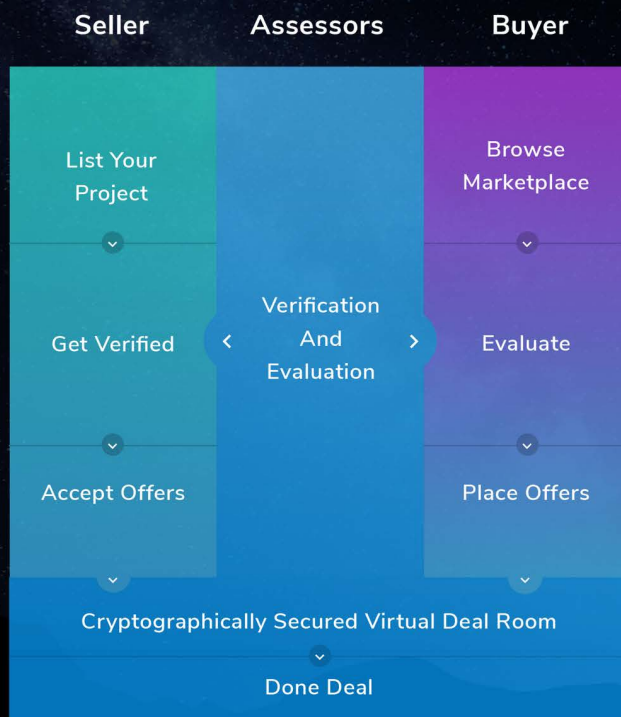 Seller
Assessors
Buyer
List Your
Project
Browse
Marketplace
Get Verified
Verification
And
Evaluation
Evaluate
Accept Offers
Place Offers
Cryptographically Secured Virtual Deal Room
Done Deal